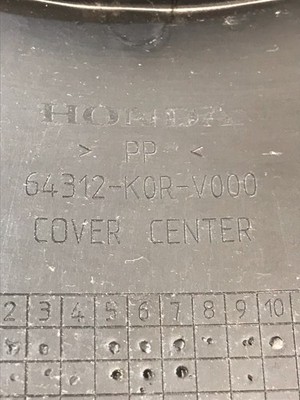 HONDA
> PP <
64312-K0R-V000
COVER CENTER
2 3 4 5 6 7 8 9 10